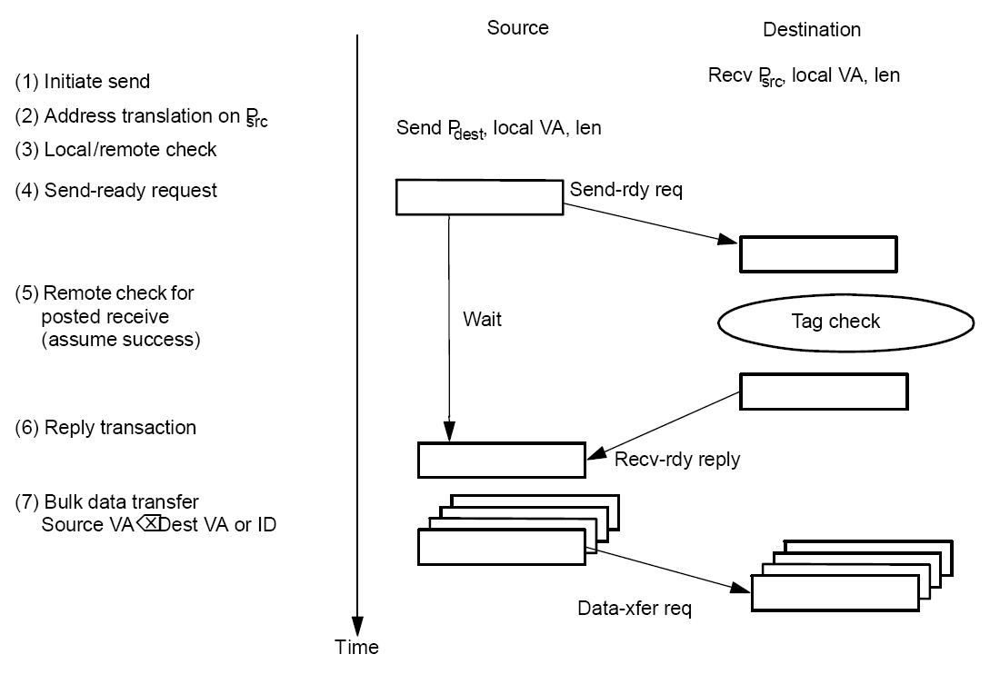 Source
Destination
(1) Initiate send
Recv Psrc, local VA, len
(2) Address translation on Psrc
Send Pdest, local VA, len
(3) Local/remote check
(4) Send-ready request
Send-rdy req
(5) Remote check for
posted receive
(assume success)
Wait
Tag check
(6) Reply transaction
Recv-rdy reply
(7) Bulk data transfer
Source VA⌫Dest VA or ID
Data-xfer req
Time